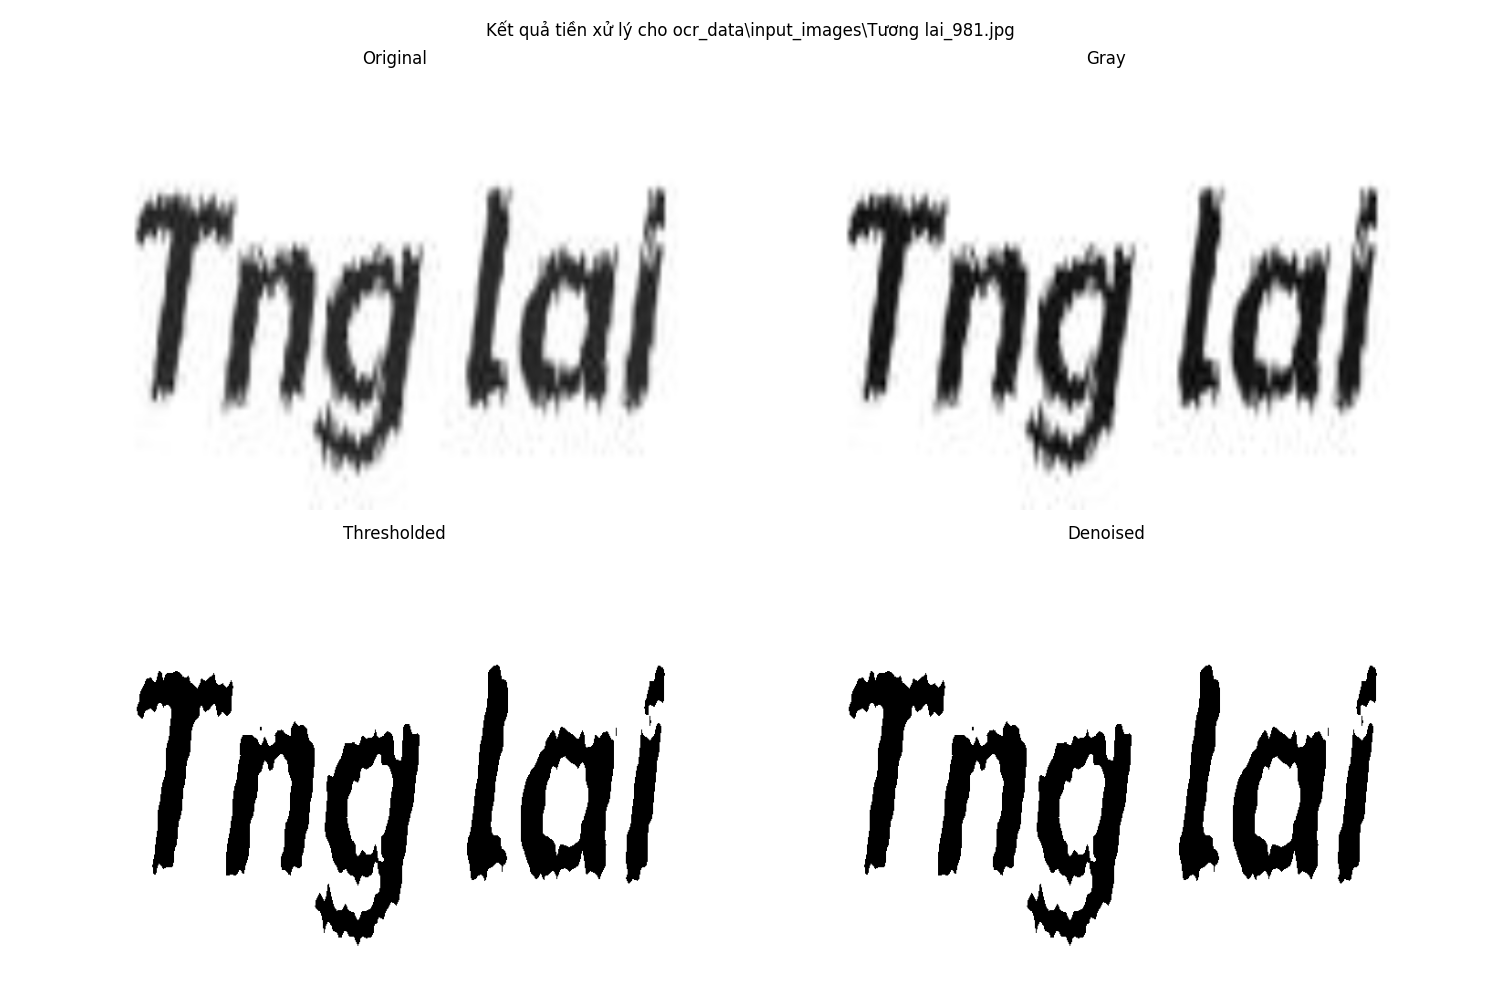 Kết quả tiền xử lý cho ocr_data\input_images\Tương lai_981.jpg
Original
Gray
Tng lai
Tng lai
Thresholded
Denoised
Tng lai
Tng lai